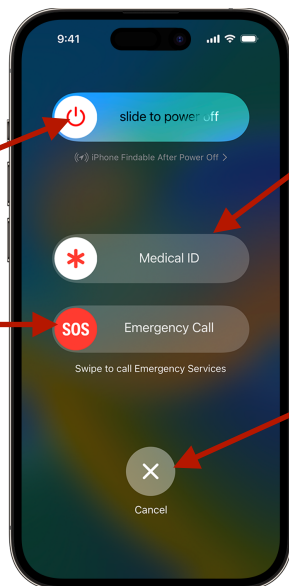 9:41
slide to power off
iPhone Findable After Power Off >
Medical ID
SOS
Emergency Call
Swipe to call Emergency Services
Cancel